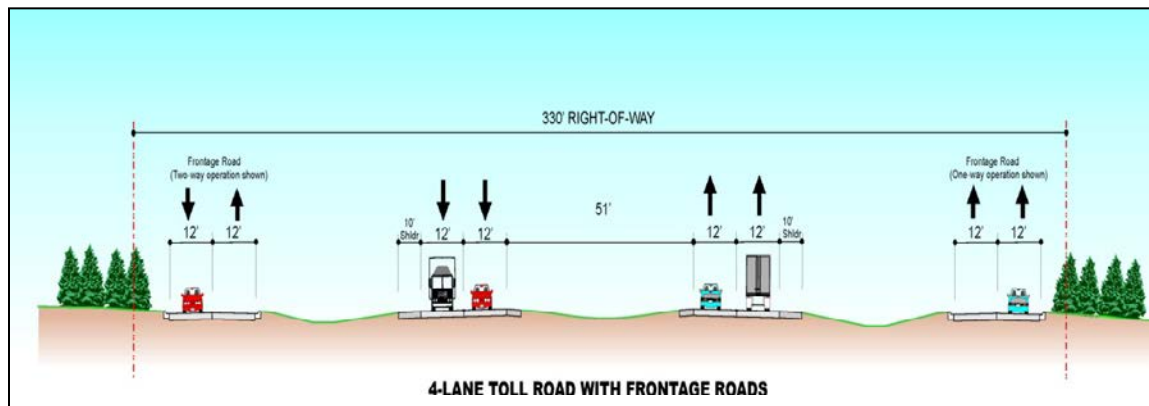 330' RIGHT-OF-WAY
Frontage Road
(Two-way operation shown)
Frontage Road
(One-way operation shown)
51'
12' 12'
10'
Shldr
12' 12'
12' 12'
10'
Shldr
12' 12'
4-LANE TOLL ROAD WITH FRONTAGE ROADS